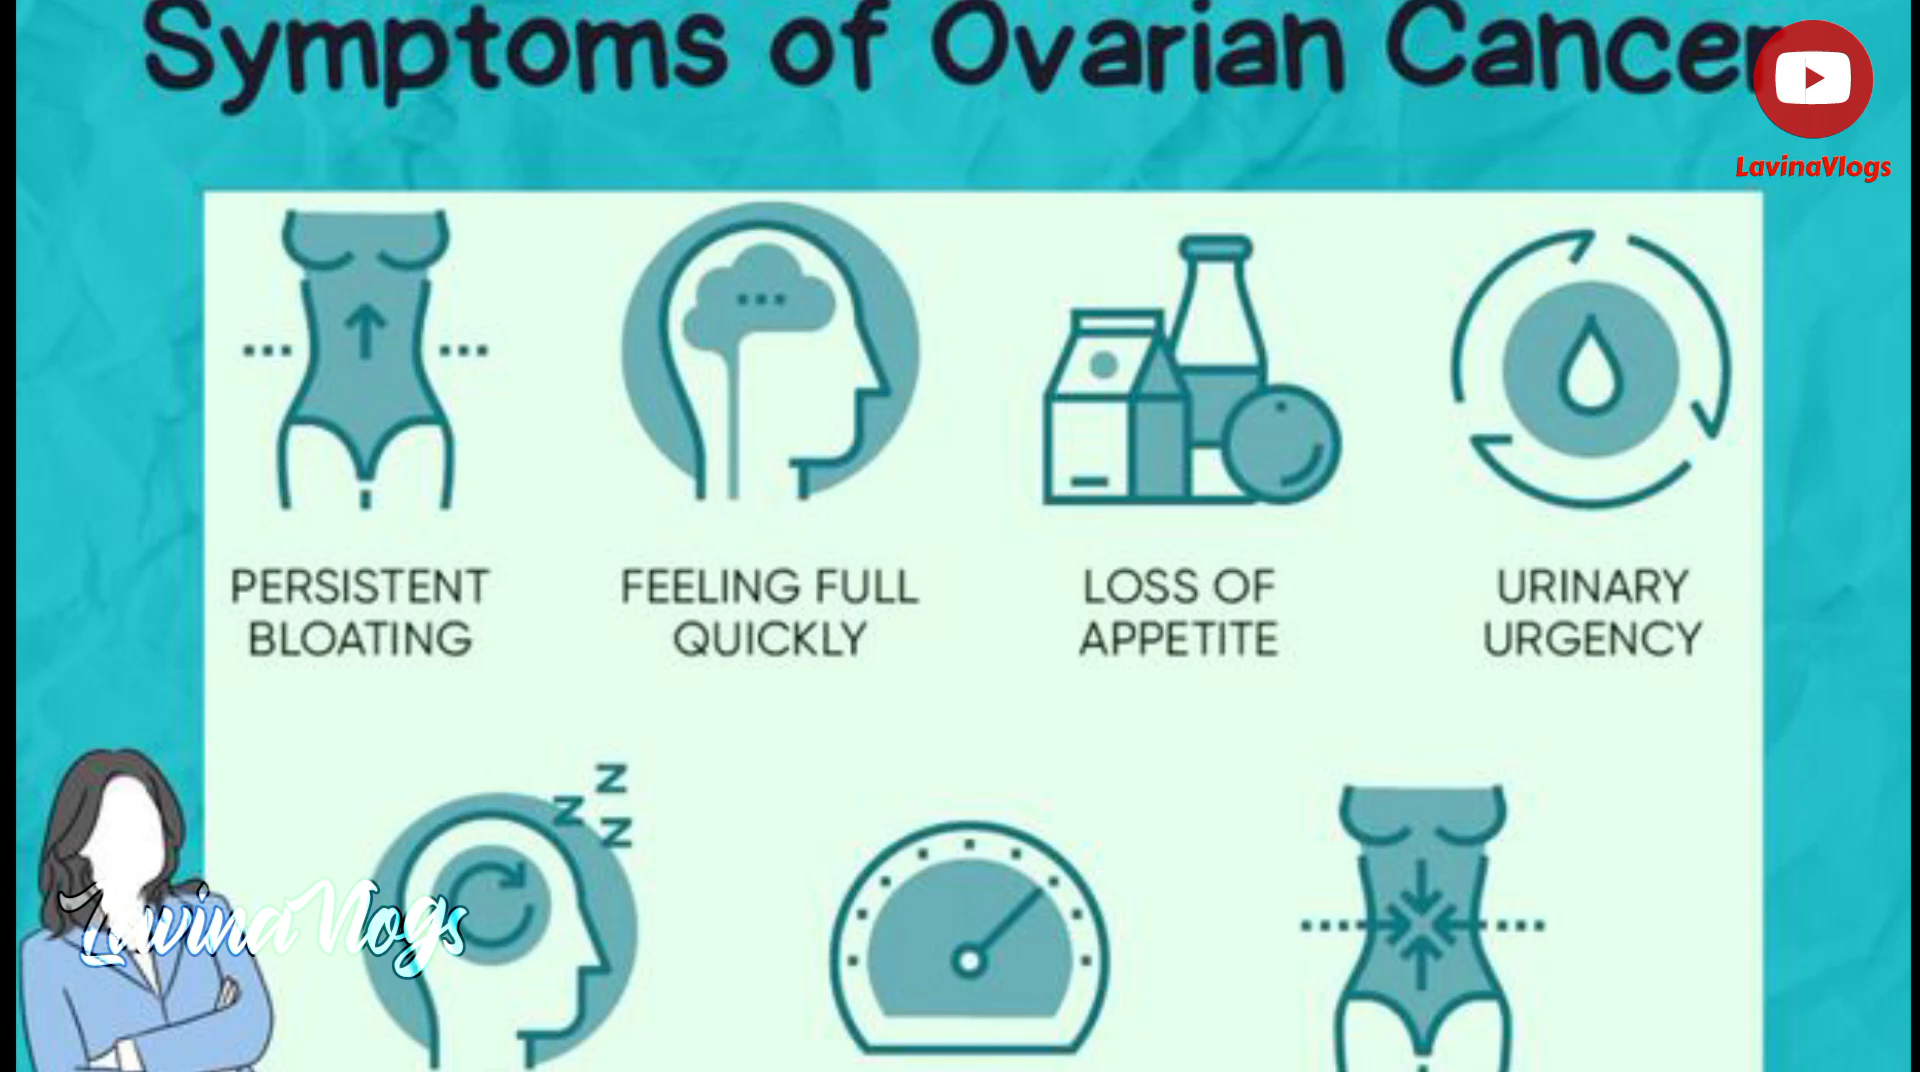 Symptoms of Ovarian Cancer
LavinaVlogs
PERSISTENT
BLOATING
FEELING FULL
QUICKLY
LOSS OF
APPETITE
URINARY
URGENCY
Z
Z
Z
LavinaVlogs